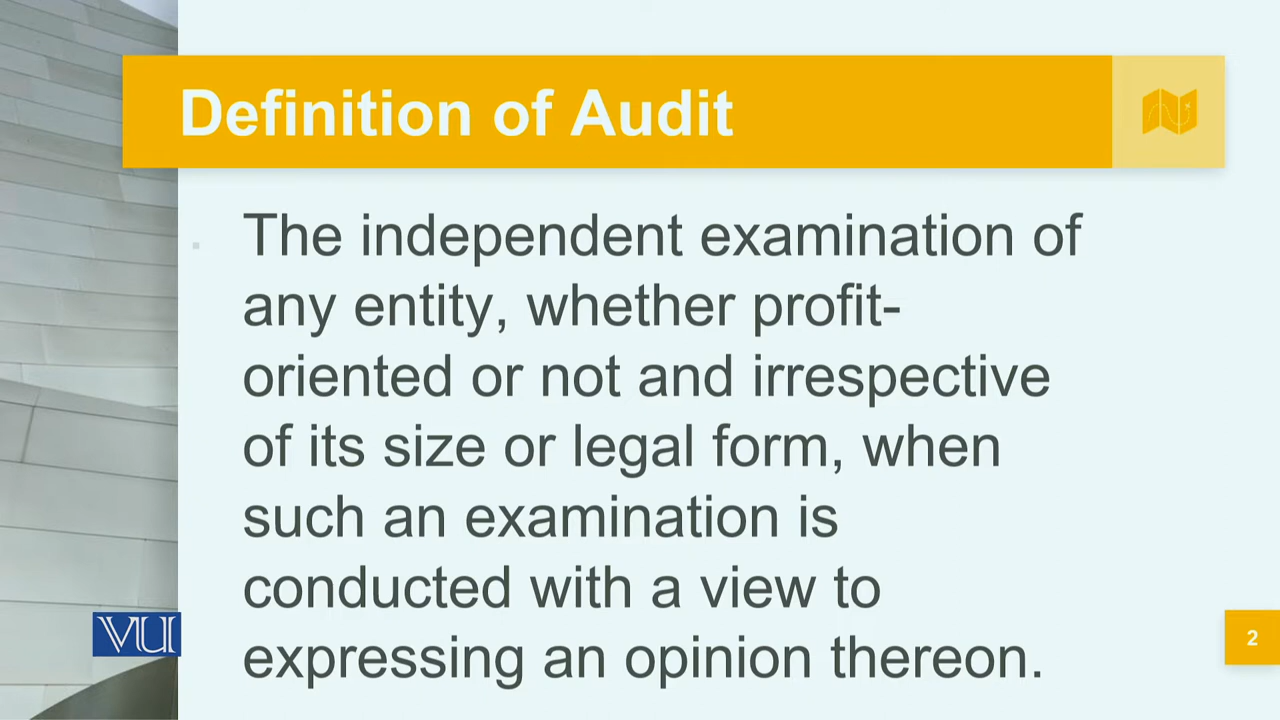 Definition of Audit
The independent examination of
any entity, whether profit-
oriented or not and irrespective
of its size or legal form, when
such an examination is
conducted with a view to
expressing an opinion thereon.
VU
2